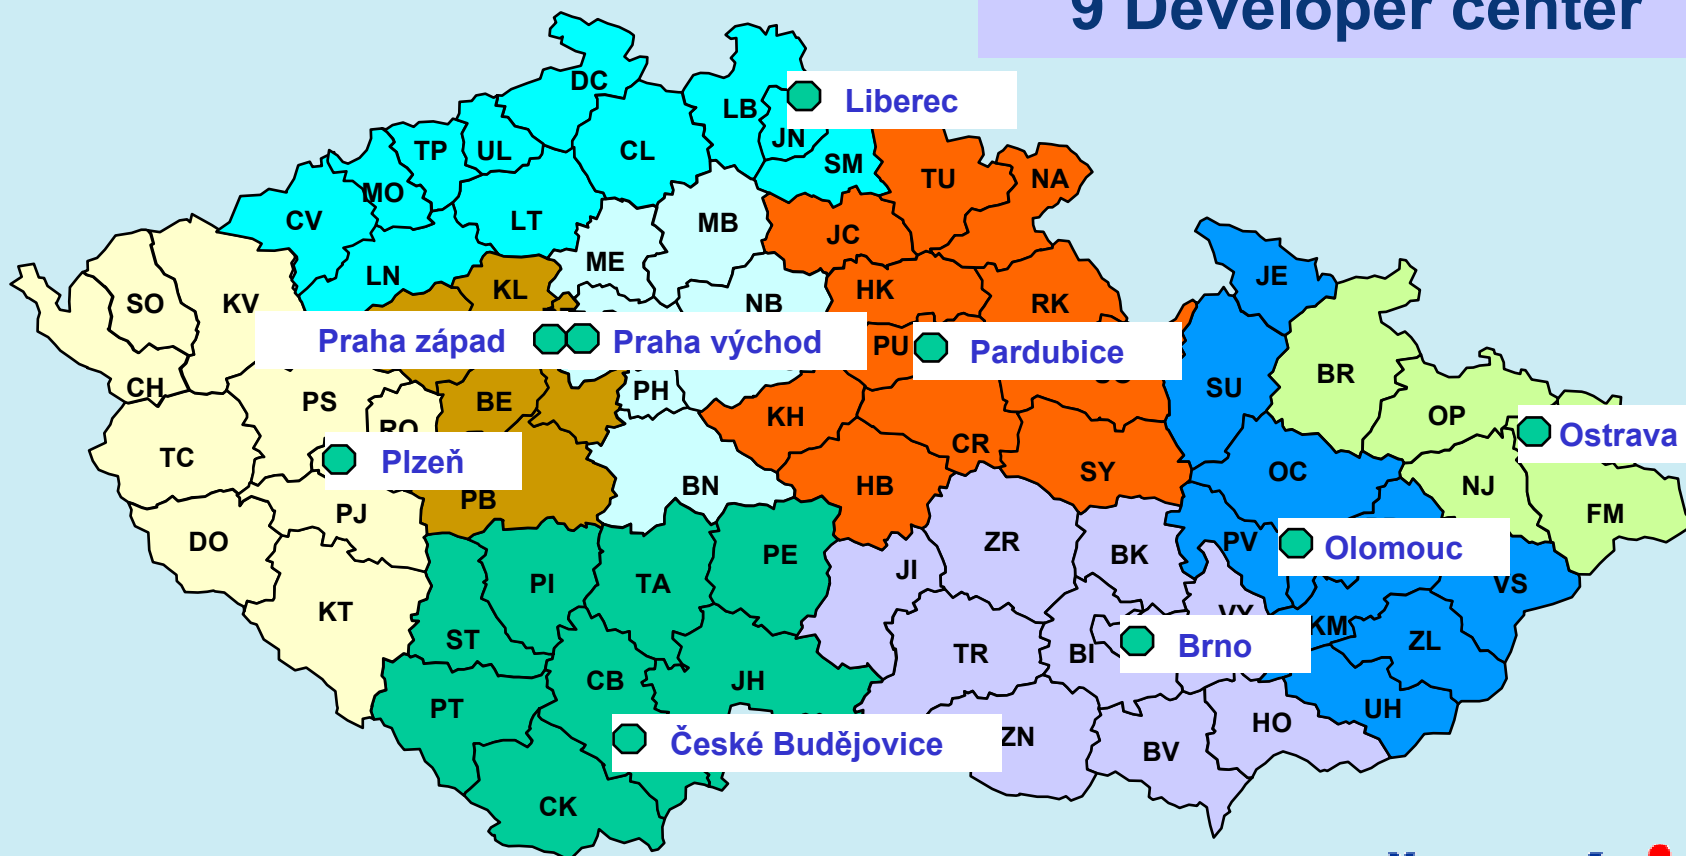 9 Developer center
DC
LB
Liberec
JN
TP
UL
CL
SM
TU
NA
MO
CV
LT
MB
JC
ME
LN
KL
JE
SO
KV
NB
HK
RK
Praha západ
Praha východ
PU
Pardubice
BR
CH
PS
BE
PH
SU
KH
OP
RO
CR
Ostrava
TC
Plzeň
BN
HB
SY
OC
NJ
PB
PJ
FM
DO
ZR
PV
Olomouc
PE
BK
PI
TA
JI
VS
KT
VY
KM
ST
TR
BI
Brno
ZL
CB
JH
PT
UH
HO
České Budějovice
ZN
BV
CK